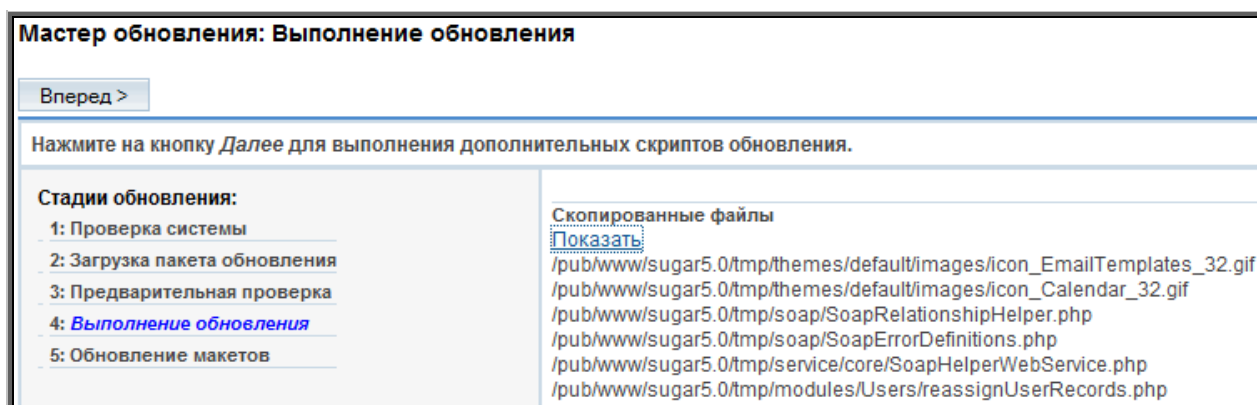 Мастер обновления: Выполнение обновления
Вперед >
Нажмите на кнопку Далее для выполнения дополнительных скриптов обновления.
Стадии обновления:
1: Проверка системы
2: Загрузка пакета обновления
3: Предварительная проверка
4: Выполнение обновления
5: Обновление макетов
Скопированные файлы
Показать
/pub/www/sugar5.0/tmp/themes/default/images/icon_EmailTemplates_32.gif
/pub/www/sugar5.0/tmp/themes/default/images/icon_Calendar_32.gif
/pub/www/sugar5.0/tmp/soap/SoapRelationshipHelper.php
/pub/www/sugar5.0/tmp/soap/SoapErrorDefinitions.php
/pub/www/sugar5.0/tmp/service/core/SoapHelperWebService.php
/pub/www/sugar5.0/tmp/modules/Users/reassignUserRecords.php